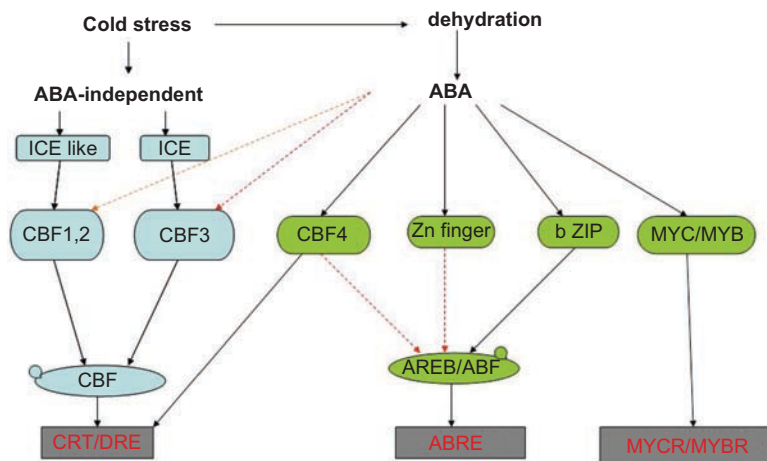 Cold stress
dehydration
ABA-independent
ABA
ICE like
ICE
CBF1,2
CBF3
CBF4
Zn finger
b ZIP
MYC/MYB
CBF
AREB/ABF
CRT/DRE
ABRE
MYCR/MYBR